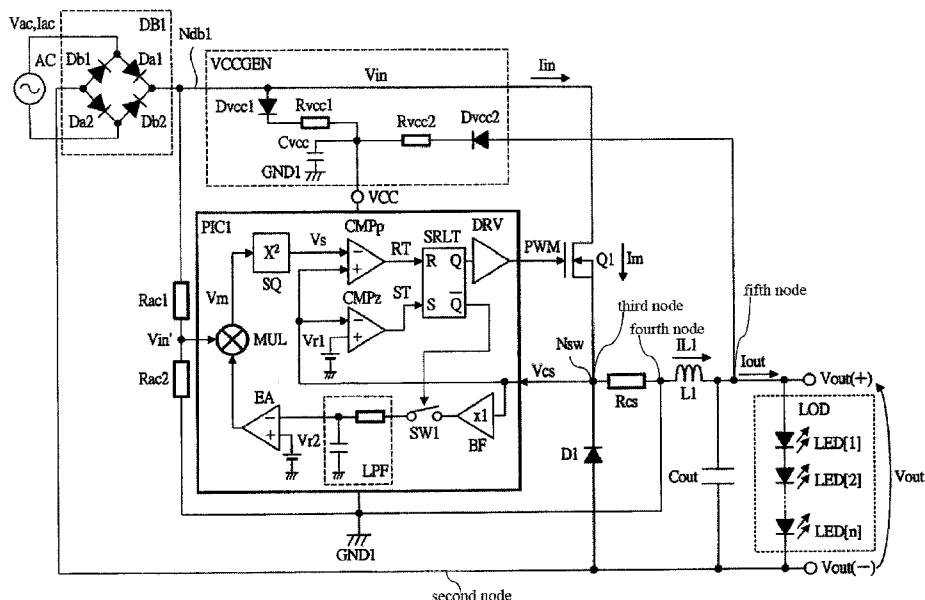 Vac,Iac
DB1
Ndb1
AC
Db1
Da1
Da2
Db2
VCCGEN
Vin
Iin
Dvcc1
Rvcc1
Rvcc2
Dvcc2
Cvcc
GND1
VCC
PIC1
CMPp
DRV
X²
SQ
Vs
RT
SRLT
R
Q
PWM
Q1
Im
Rac1
Vm
CMPz
ST
S
Q̅
fifth node
third node
fourth node
Vin'
MUL
Vr1
Nsw
IL1
Iout
Vout(+)
Rac2
Vcs
Rcs
L1
EA
SW1
x1
BF
LOD
LED[1]
Vr2
LPF
D1
Cout
LED[2]
Vout
LED[n]
GND1
Vout(−)
second node
−
+
−
+
−
+